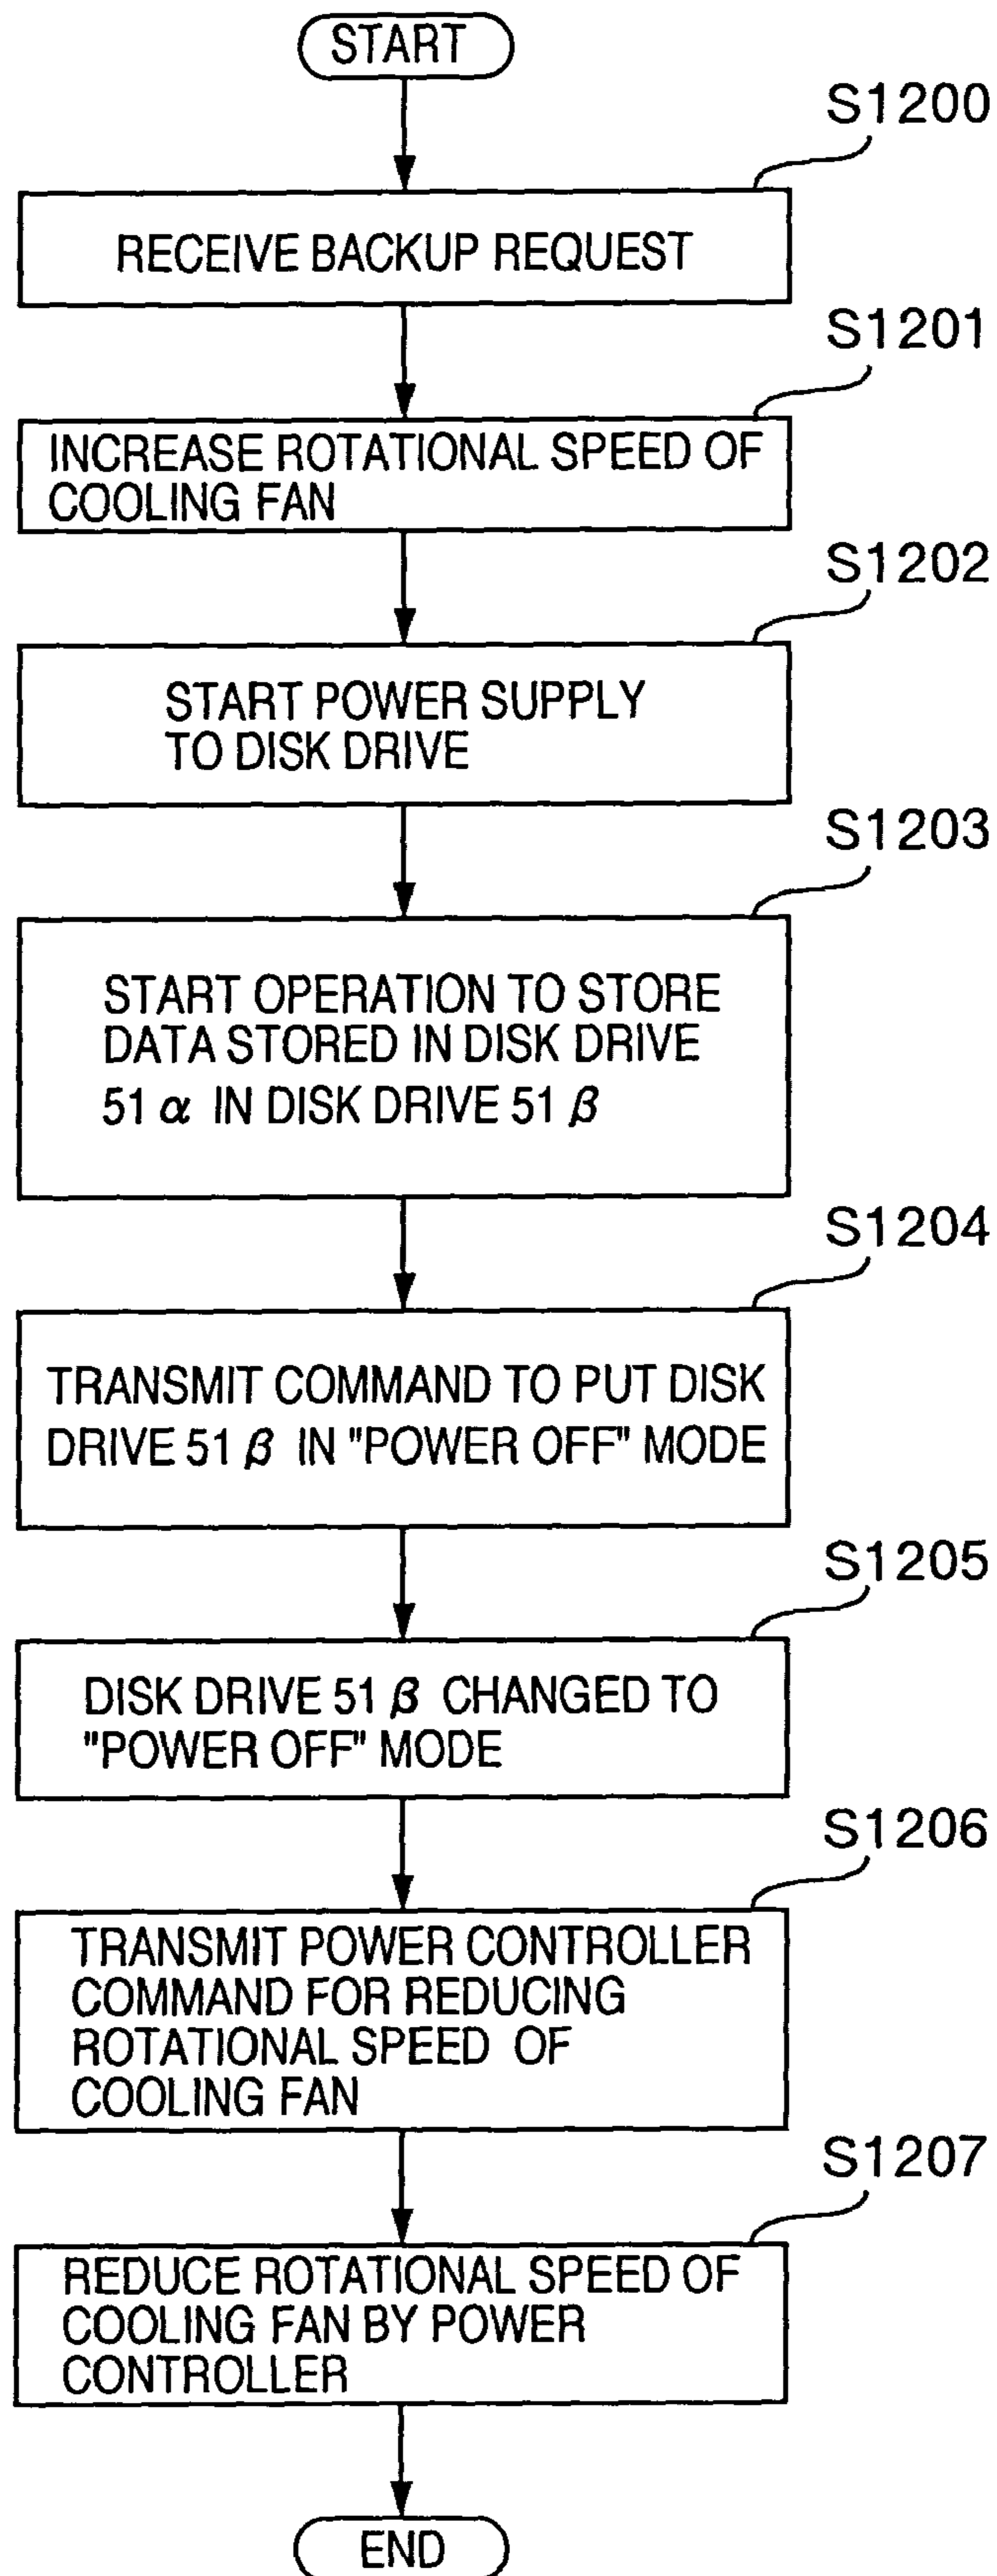 START
S1200
RECEIVE BACKUP REQUEST
S1201
INCREASE ROTATIONAL SPEED OF
COOLING FAN
S1202
START POWER SUPPLY
TO DISK DRIVE
S1203
START OPERATION TO STORE
DATA STORED IN DISK DRIVE
51 α IN DISK DRIVE 51 β
S1204
TRANSMIT COMMAND TO PUT DISK
DRIVE 51 β IN "POWER OFF" MODE
S1205
DISK DRIVE 51 β CHANGED TO
"POWER OFF" MODE
S1206
TRANSMIT POWER CONTROLLER
COMMAND FOR REDUCING
ROTATIONAL SPEED OF
COOLING FAN
S1207
REDUCE ROTATIONAL SPEED OF
COOLING FAN BY POWER
CONTROLLER
END